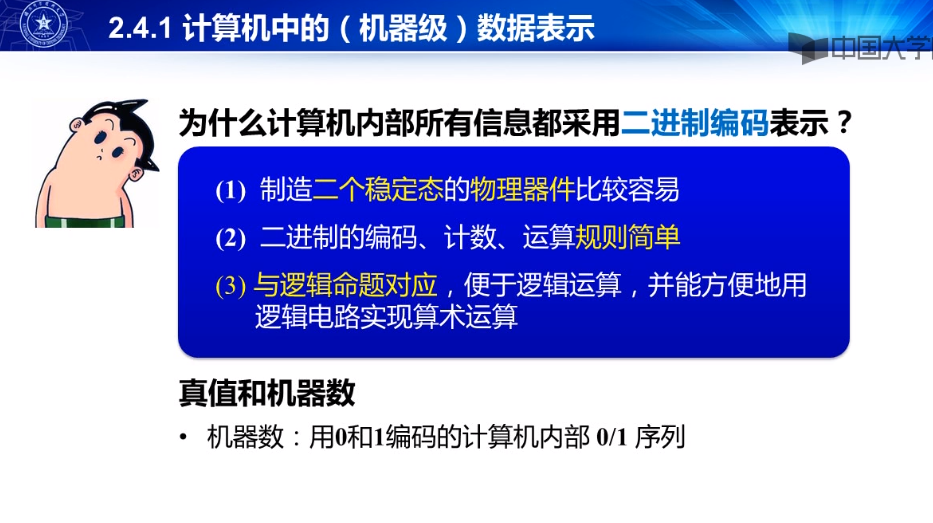 2.4.1 计算机中的（机器级）数据表示
中国大学
为什么计算机内部所有信息都采用二进制编码表示？
(1) 制造二个稳定态的物理器件比较容易
(2) 二进制的编码、计数、运算规则简单
(3) 与逻辑命题对应，便于逻辑运算，并能方便地用
逻辑电路实现算术运算
真值和机器数
• 机器数：用0和1编码的计算机内部 0/1 序列